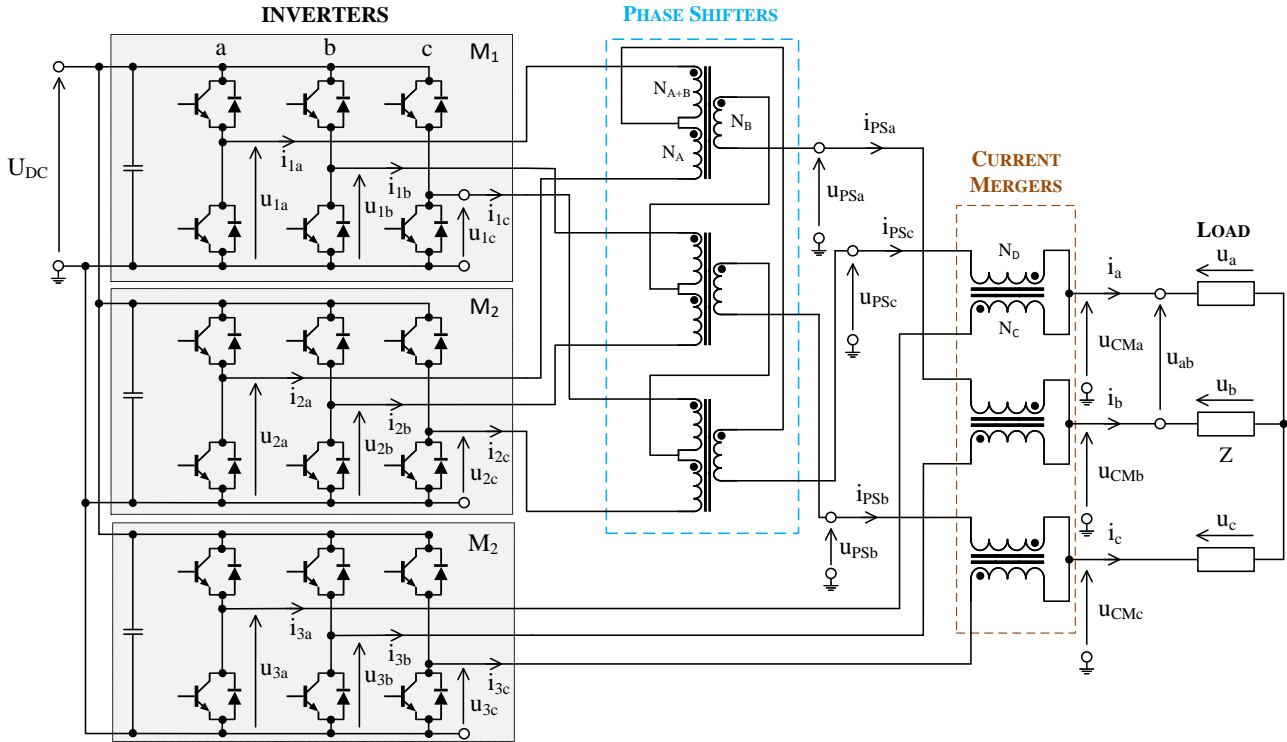 INVERTERS
PHASE SHIFTERS
a
b
c
M1
NA+B
NB
NA
UDC
i1a
u1a
i1b
u1b
i1c
u1c
iPSa
uPSa
CURRENT MERGERS
iPSc
uPSc
ND
NC
LOAD
ia
ua
uCMa
uab
M2
i2a
u2a
i2b
u2b
i2c
u2c
ib
ub
Z
uCMb
iPSb
uPSb
M2
i3a
u3a
i3b
u3b
i3c
u3c
ic
uc
uCMc